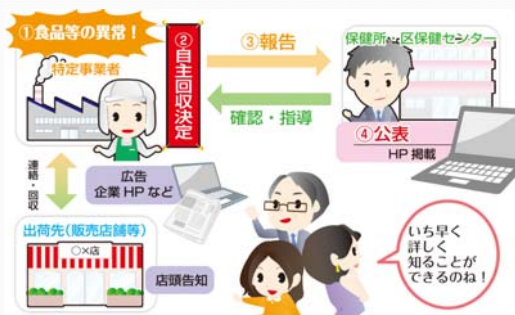 ①食品等の異常！
特定事業者
②自主回収決定
③報告
確認・指導
保健所・区保健センター
④公表
HP 掲載
連絡・回収
広告
企業 HP など
出荷先(販売店舗等)
○×店
店頭告知
いち早く
詳しく
知ることが
できるのね！